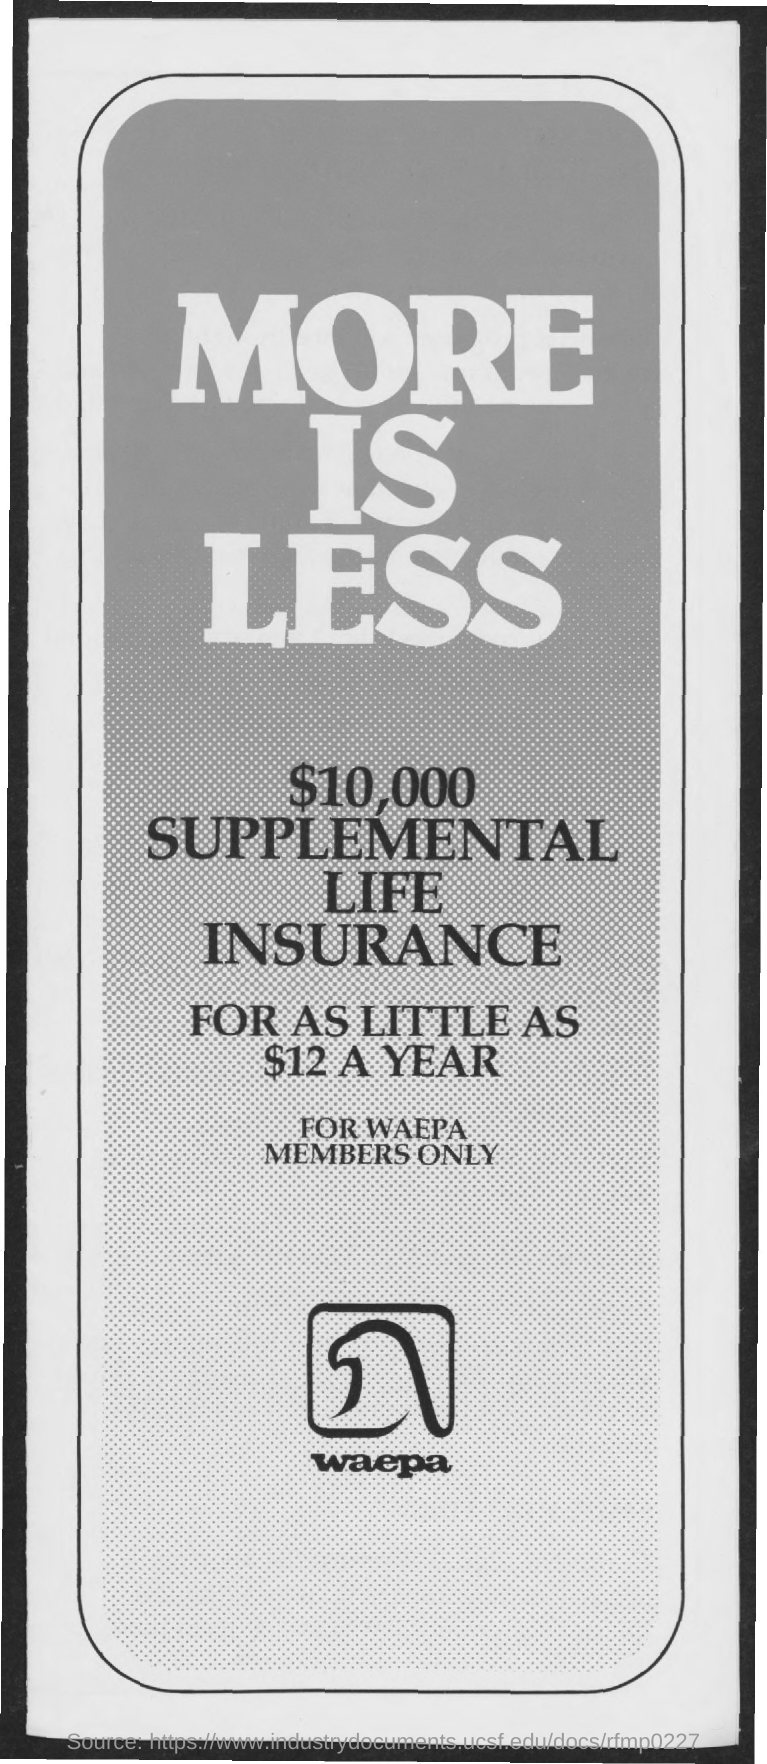 MORE
IS
LESS
$10,000
SUPPLEMENTAL
LIFE
INSURANCE
FOR AS LITTLE AS
$12 A YEAR
FOR WAEPA
MEMBERS ONLY
waepa
Source: https://www.industrydocuments.ucsf.edu/docs/rfmp0227